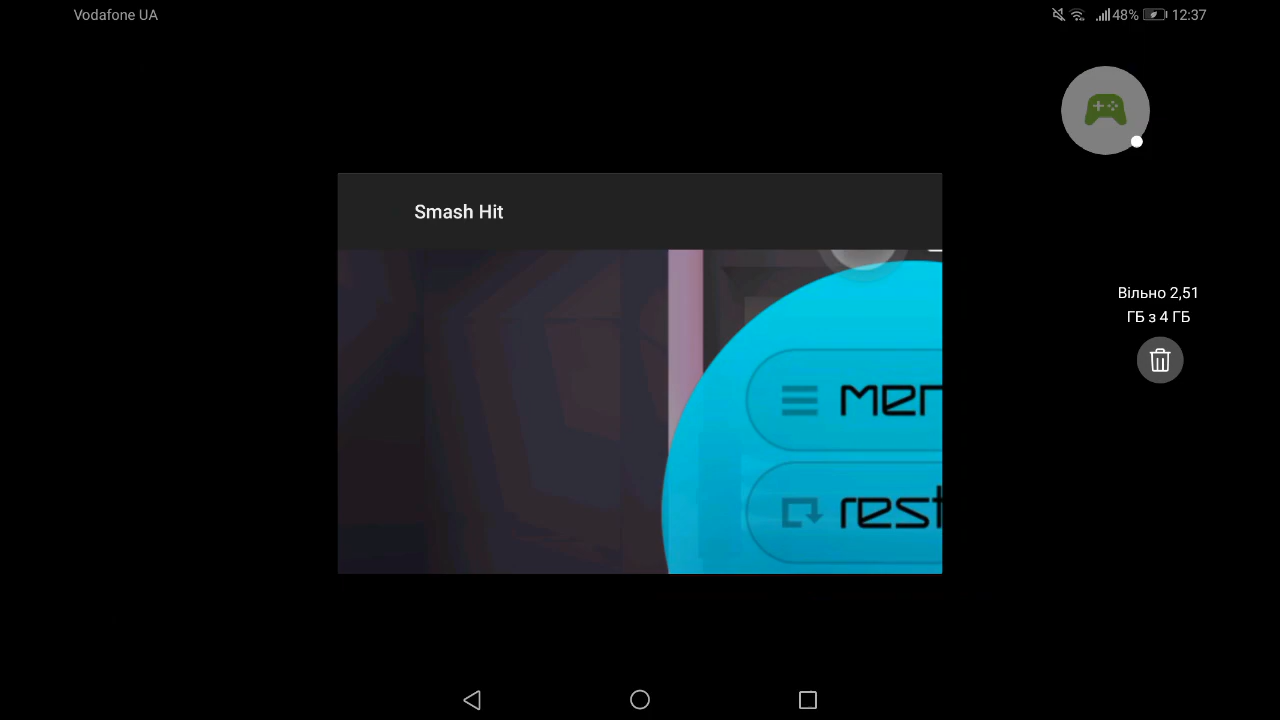 Vodafone UA
48% 12:37
Smash Hit
Вільно 2,51
ГБ з 4 ГБ